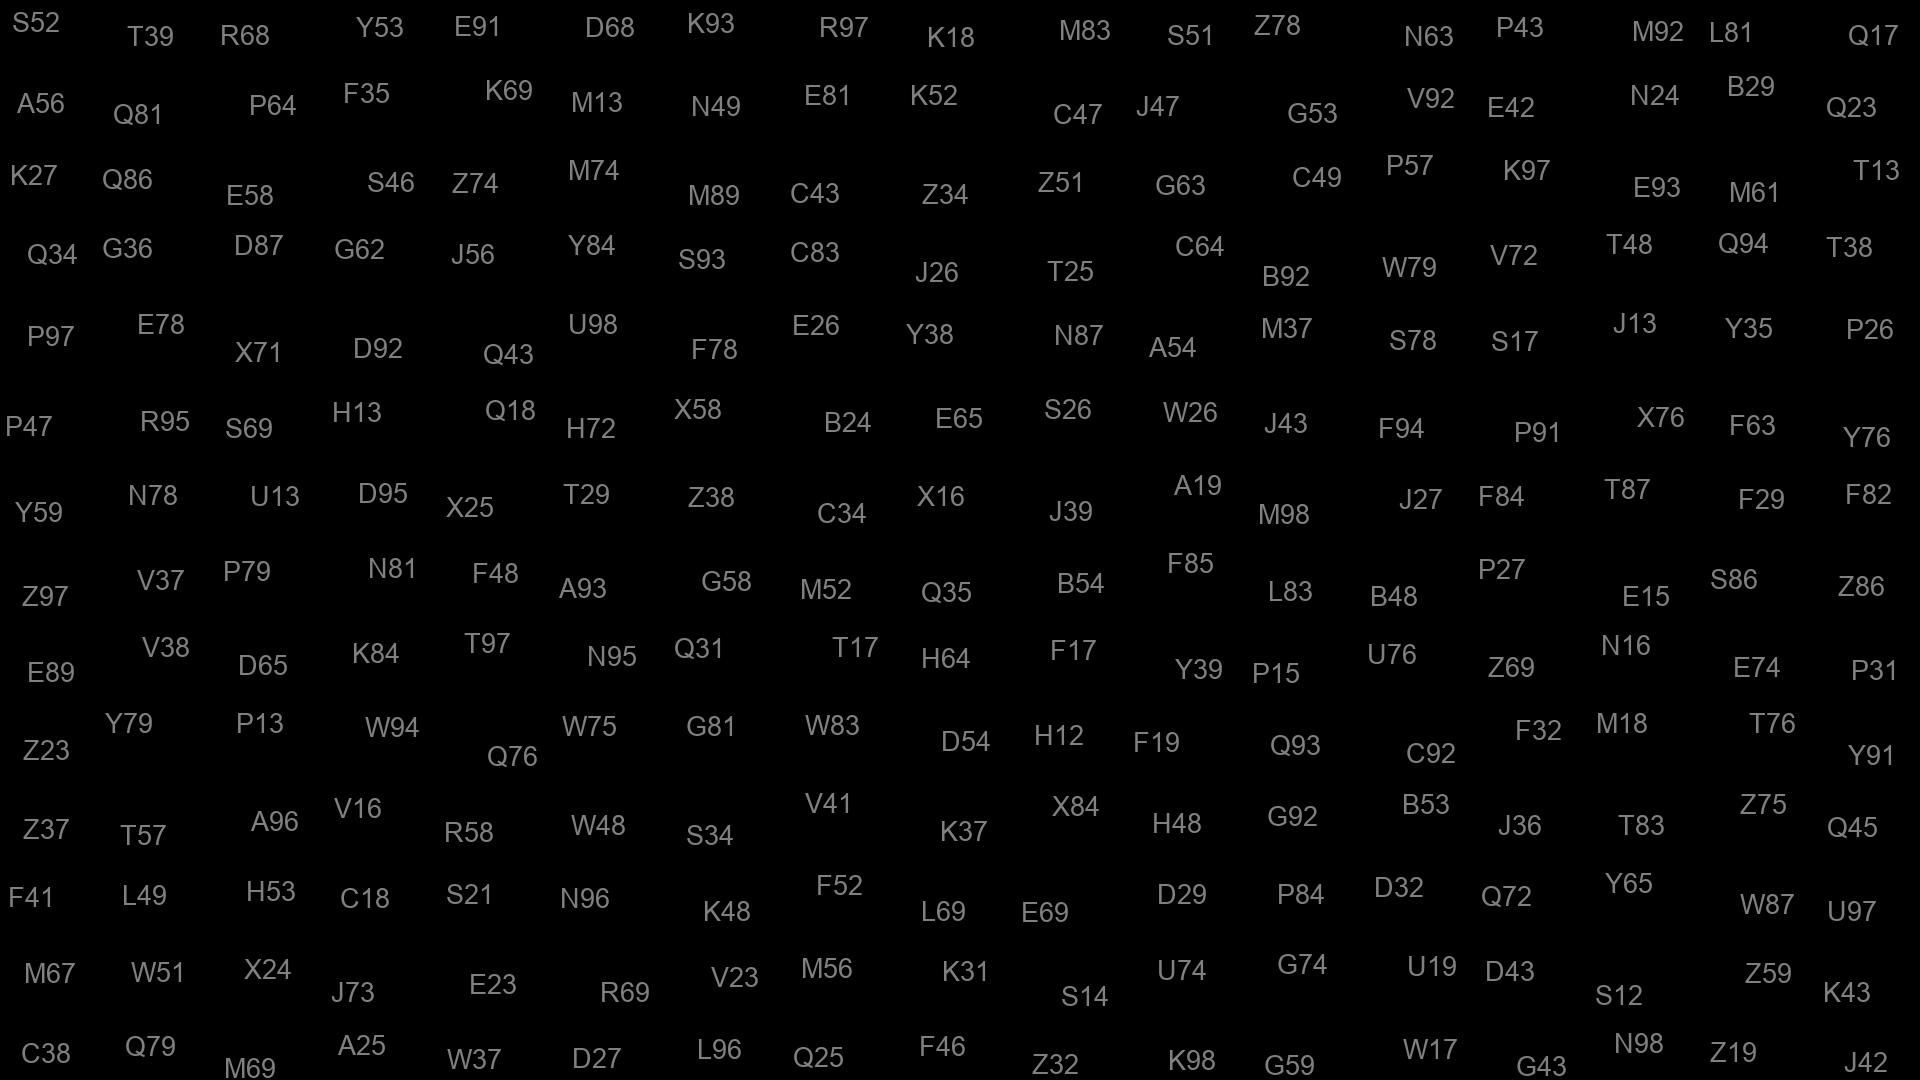 S52 T39 R68 Y53 E91 D68 K93 R97 K18 M83 S51 Z78 N63 P43 M92 L81 Q17
A56 Q81 P64 F35 K69 M13 N49 E81 K52 C47 J47 G53 V92 E42 N24 B29 Q23
K27 Q86 E58 S46 Z74 M74 M89 C43 Z34 Z51 G63 C49 P57 K97 E93 M61 T13
Q34 G36 D87 G62 J56 Y84 S93 C83 J26 T25 C64 B92 W79 V72 T48 Q94 T38
P97 E78 X71 D92 Q43 U98 F78 E26 Y38 N87 A54 M37 S78 S17 J13 Y35 P26
P47 R95 S69 H13 Q18 H72 X58 B24 E65 S26 W26 J43 F94 P91 X76 F63 Y76
Y59 N78 U13 D95 X25 T29 Z38 C34 X16 J39 A19 M98 J27 F84 T87 F29 F82
Z97 V37 P79 N81 F48 A93 G58 M52 Q35 B54 F85 L83 B48 P27 E15 S86 Z86
E89 V38 D65 K84 T97 N95 Q31 T17 H64 F17 Y39 P15 U76 Z69 N16 E74 P31
Z23 Y79 P13 W94 Q76 W75 G81 W83 D54 H12 F19 Q93 C92 F32 M18 T76 Y91
Z37 T57 A96 V16 R58 W48 S34 V41 K37 X84 H48 G92 B53 J36 T83 Z75 Q45
F41 L49 H53 C18 S21 N96 K48 F52 L69 E69 D29 P84 D32 Q72 Y65 W87 U97
M67 W51 X24 J73 E23 R69 V23 M56 K31 S14 U74 G74 U19 D43 S12 Z59 K43
C38 Q79 M69 A25 W37 D27 L96 Q25 F46 Z32 K98 G59 W17 G43 N98 Z19 J42